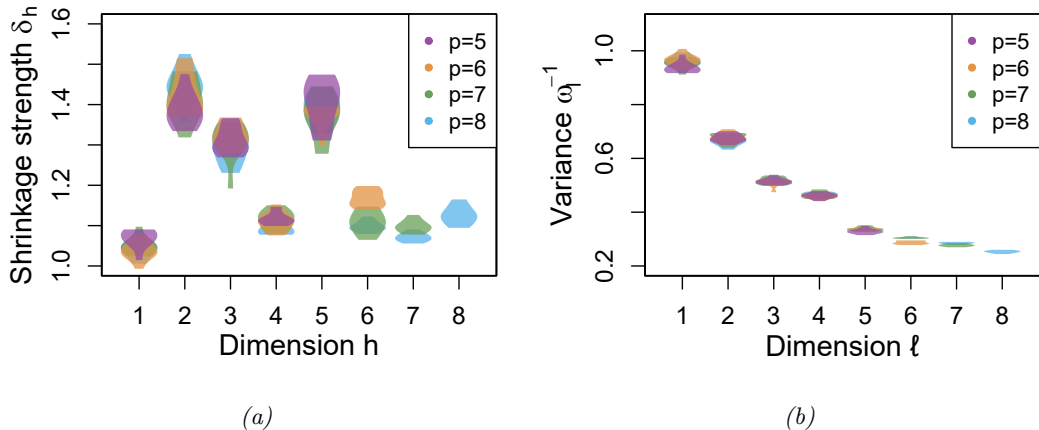 Shrinkage strength δh
1.6
1.4
1.2
1.0
p=5
p=6
p=7
p=8
1 2 3 4 5 6 7 8
Dimension h
(a)
Variance ωl−1
1.0
0.6
0.2
p=5
p=6
p=7
p=8
1 2 3 4 5 6 7 8
Dimension ℓ
(b)